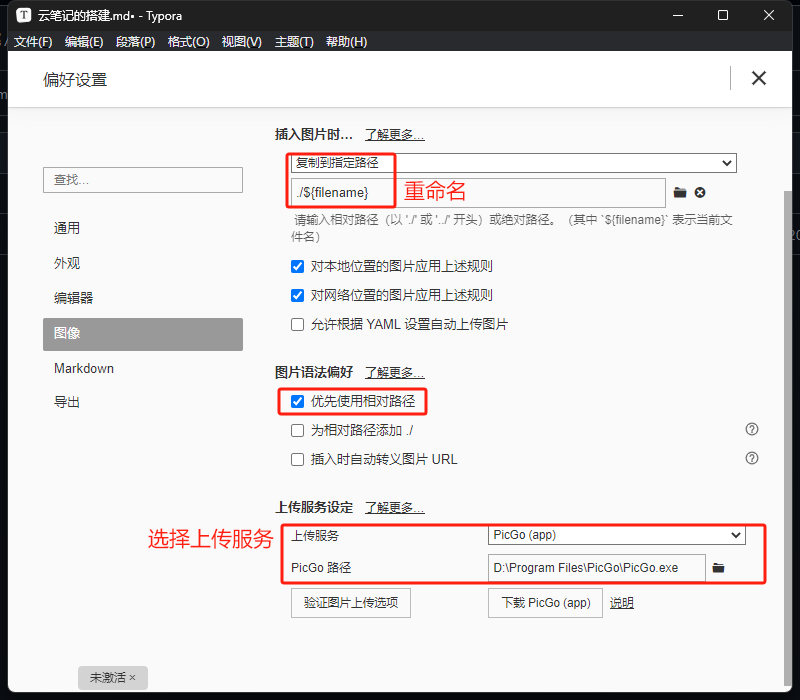 T 云笔记的搭建.md• - Typora
文件(F) 编辑(E) 段落(P) 格式(O) 视图(V) 主题(T) 帮助(H)
偏好设置
查找...
通用
外观
编辑器
图像
Markdown
导出
插入图片时... 了解更多...
复制到指定路径
./${filename} 重命名
请输入相对路径（以 './' 或 '../' 开头）或绝对路径。（其中 `${filename}` 表示当前文
件名）
对本地位置的图片应用上述规则
对网络位置的图片应用上述规则
允许根据 YAML 设置自动上传图片
图片语法偏好 了解更多...
优先使用相对路径
为相对路径添加 ./
插入时自动转义图片 URL
上传服务设定 了解更多...
选择上传服务
上传服务 PicGo (app)
PicGo 路径 D:\Program Files\PicGo\PicGo.exe
验证图片上传选项 下载 PicGo (app) 说明
未激活 ×